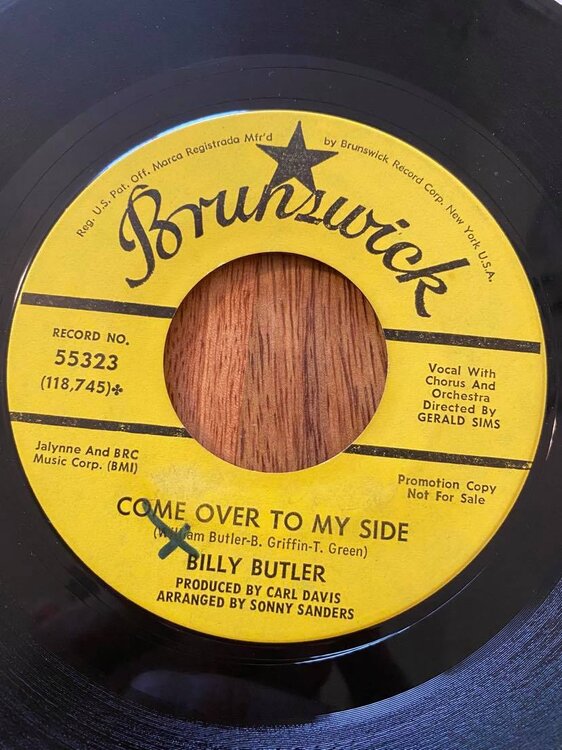 Reg. U.S. Pat. Off. Marca Registrada Mfr'd by Brunswick Record Corp. New York U.S.A.
Brunswick
RECORD NO.
55323
(118,745)✤
Vocal With
Chorus And
Orchestra
Directed By
GERALD SIMS
Jalynne And BRC
Music Corp. (BMI)
Promotion Copy
Not For Sale
COME OVER TO MY SIDE
(William Butler-B. Griffin-T. Green)
BILLY BUTLER
PRODUCED BY CARL DAVIS
ARRANGED BY SONNY SANDERS